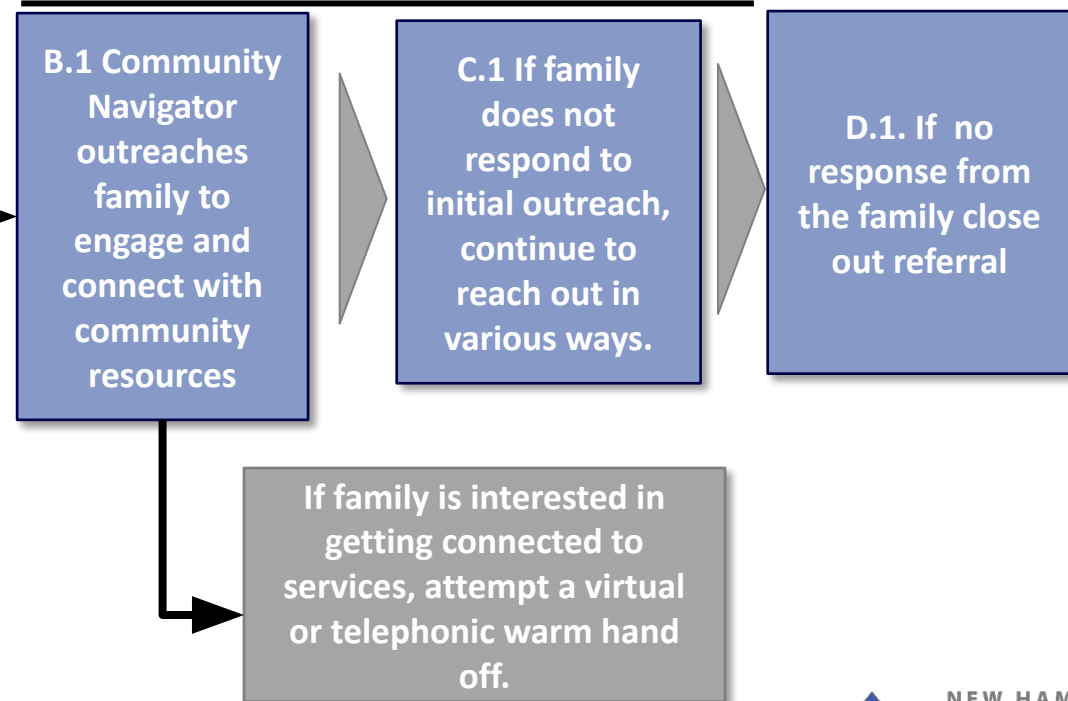 B.1 Community
Navigator
outreaches
family to
engage and
connect with
community
resources
C.1 If family
does not
respond to
initial outreach,
continue to
reach out in
various ways.
D.1. If  no
response from
the family close
out referral
If family is interested in
getting connected to
services, attempt a virtual
or telephonic warm hand
off.
NEW